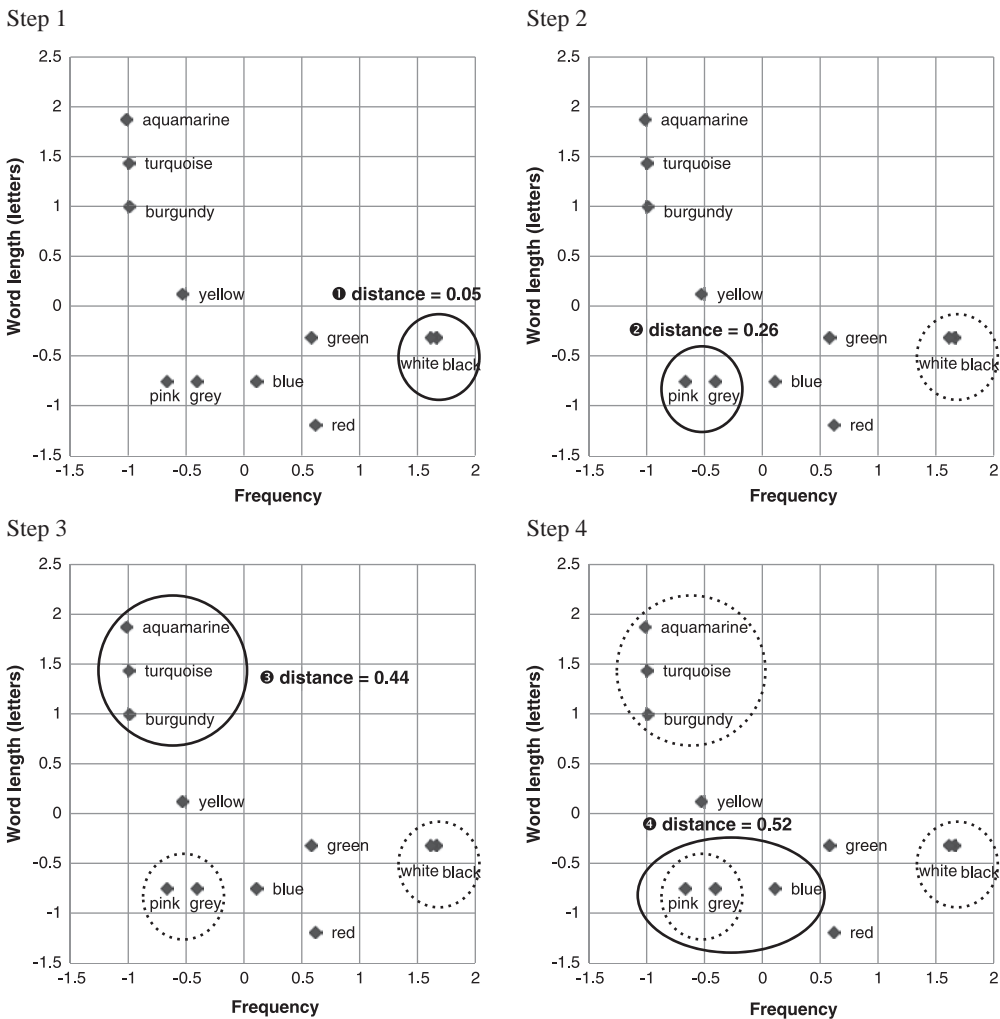 Step 1
2.5
2
aquamarine
1.5
turquoise
1
burgundy
0.5
yellow
❶ distance = 0.05
0
green
-0.5
white black
blue
pink grey
-1
red
-1.5
-1.5 -1 -0.5 0 0.5 1 1.5 2
Word length (letters)
Frequency
Step 2
2.5
2
aquamarine
1.5
turquoise
1
burgundy
0.5
yellow
0
❷ distance = 0.26
green
-0.5
white black
blue
pink grey
-1
red
-1.5
-1.5 -1 -0.5 0 0.5 1 1.5 2
Word length (letters)
Frequency
Step 3
2.5
2
aquamarine
1.5
turquoise
❸ distance = 0.44
1
burgundy
0.5
yellow
0
green
-0.5
white black
blue
pink grey
-1
red
-1.5
-1.5 -1 -0.5 0 0.5 1 1.5 2
Word length (letters)
Frequency
Step 4
2.5
2
aquamarine
1.5
turquoise
1
burgundy
0.5
yellow
0
❹ distance = 0.52
green
-0.5
white black
blue
pink grey
-1
red
-1.5
-1.5 -1 -0.5 0 0.5 1 1.5 2
Word length (letters)
Frequency